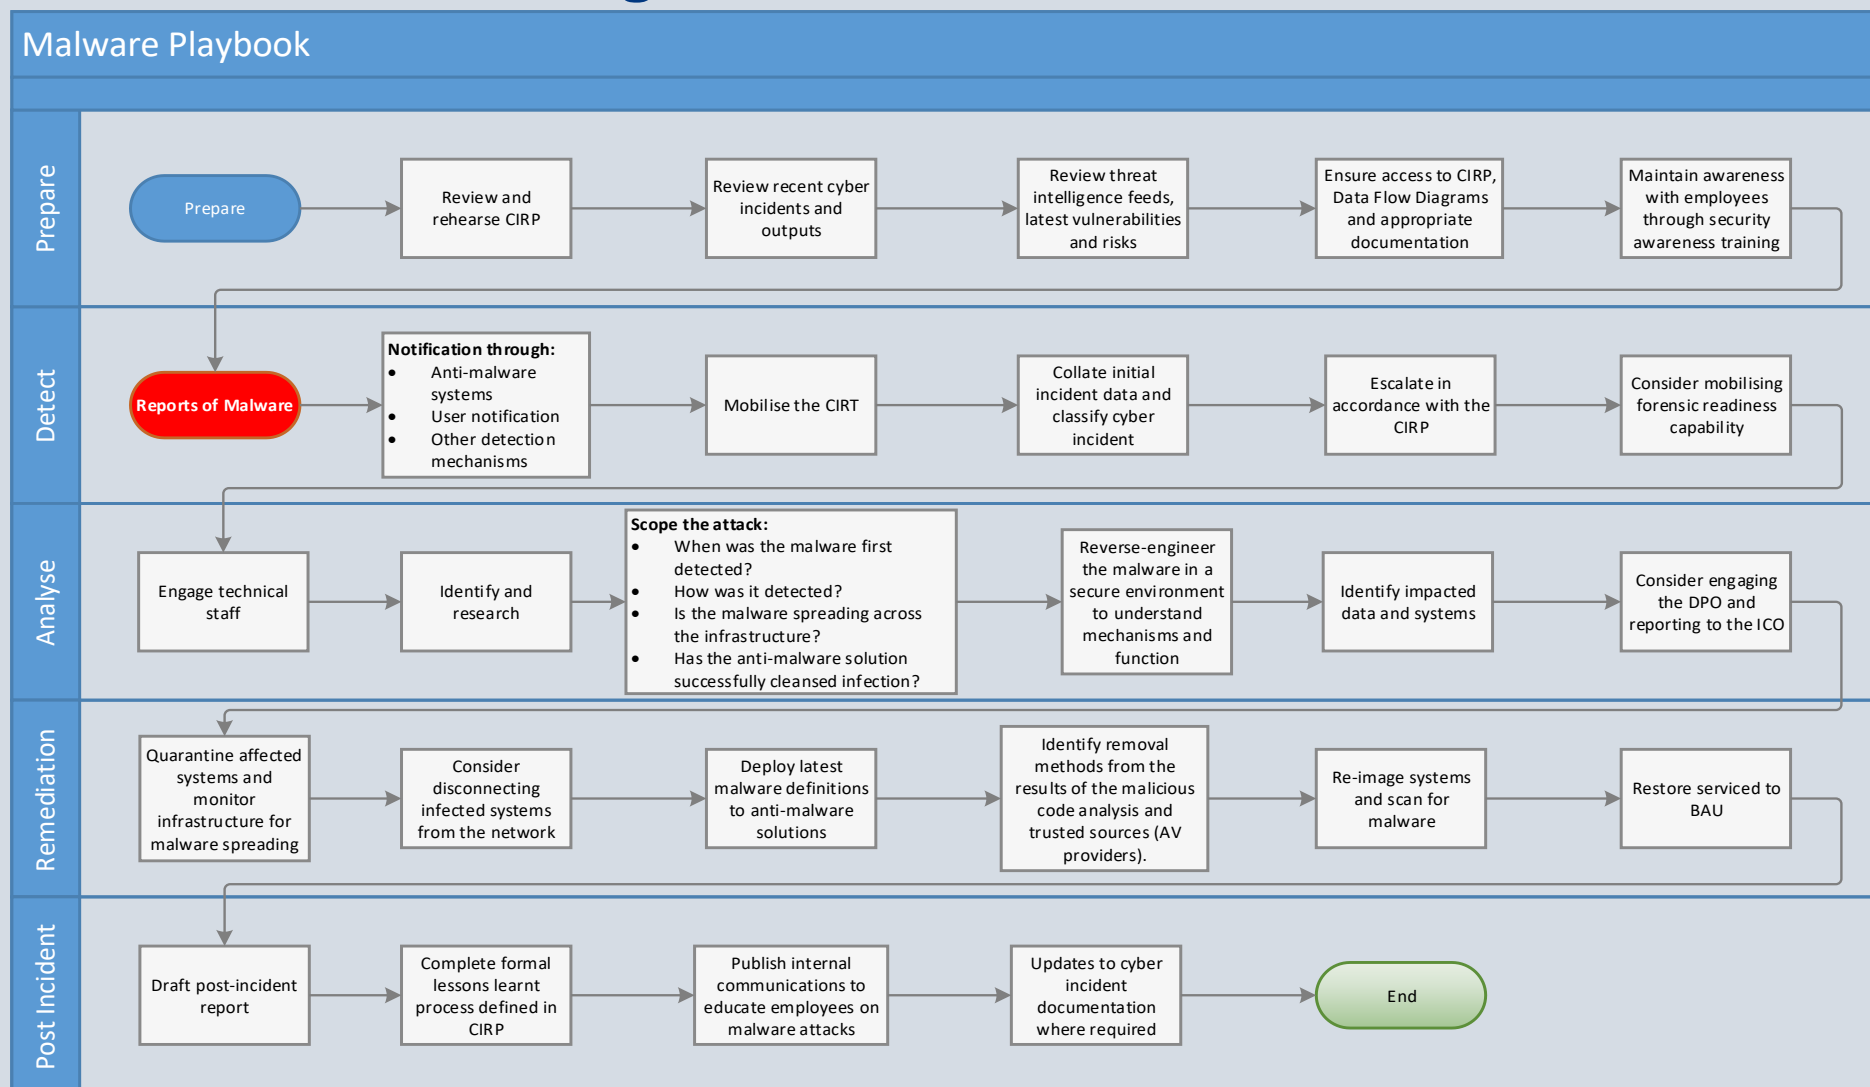 Malware Playbook
Prepare
Prepare
Review and
rehearse CIRP
Review recent cyber
incidents and
outputs
Review threat
intelligence feeds,
latest vulnerabilities
and risks
Ensure access to CIRP,
Data Flow Diagrams
and appropriate
documentation
Maintain awareness
with employees
through security
awareness training
Detect
Reports of Malware
Notification through:
• Anti-malware
systems
• User notification
• Other detection
mechanisms
Mobilise the CIRT
Collate initial
incident data and
classify cyber
incident
Escalate in
accordance with the
CIRP
Consider mobilising
forensic readiness
capability
Analyse
Engage technical
staff
Identify and
research
Scope the attack:
• When was the malware first
detected?
• How was it detected?
• Is the malware spreading across
the infrastructure?
• Has the anti-malware solution
successfully cleansed infection?
Reverse-engineer
the malware in a
secure environment
to understand
mechanisms and
function
Identify impacted
data and systems
Consider engaging
the DPO and
reporting to the ICO
Remediation
Quarantine affected
systems and
monitor
infrastructure for
malware spreading
Consider
disconnecting
infected systems
from the network
Deploy latest
malware definitions
to anti-malware
solutions
Identify removal
methods from the
results of the malicious
code analysis and
trusted sources (AV
providers).
Re-image systems
and scan for
malware
Restore serviced to
BAU
Post Incident
Draft post-incident
report
Complete formal
lessons learnt
process defined in
CIRP
Publish internal
communications to
educate employees on
malware attacks
Updates to cyber
incident
documentation
where required
End